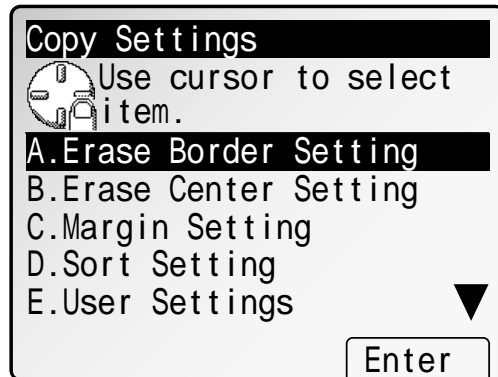 Copy Settings
Use cursor to select
item.
A.Erase Border Setting
B.Erase Center Setting
C.Margin Setting
D.Sort Setting
E.User Settings
Enter